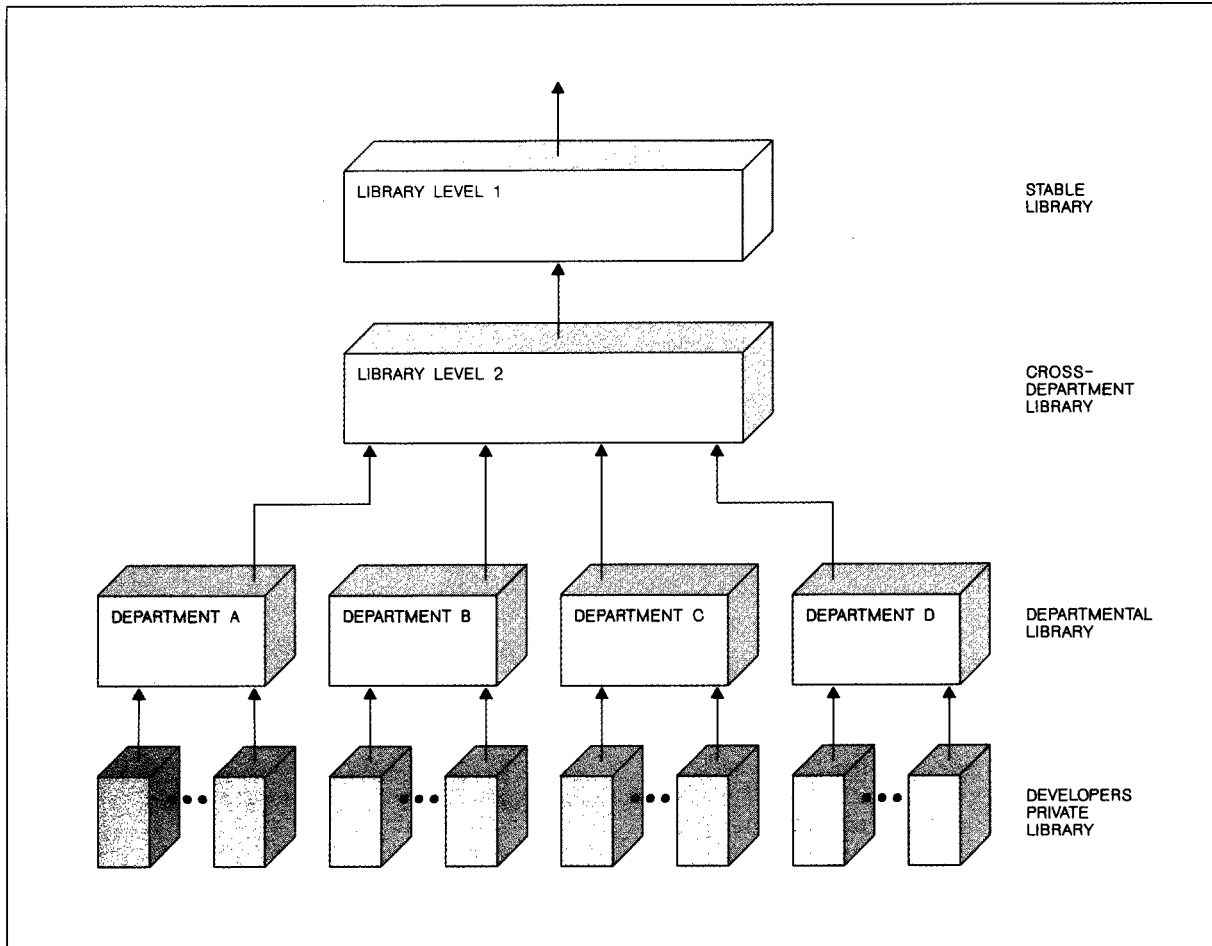 LIBRARY LEVEL 1
STABLE
LIBRARY
LIBRARY LEVEL 2
CROSS-
DEPARTMENT
LIBRARY
DEPARTMENT A
DEPARTMENT B
DEPARTMENT C
DEPARTMENT D
DEPARTMENTAL
LIBRARY
DEVELOPERS
PRIVATE
LIBRARY